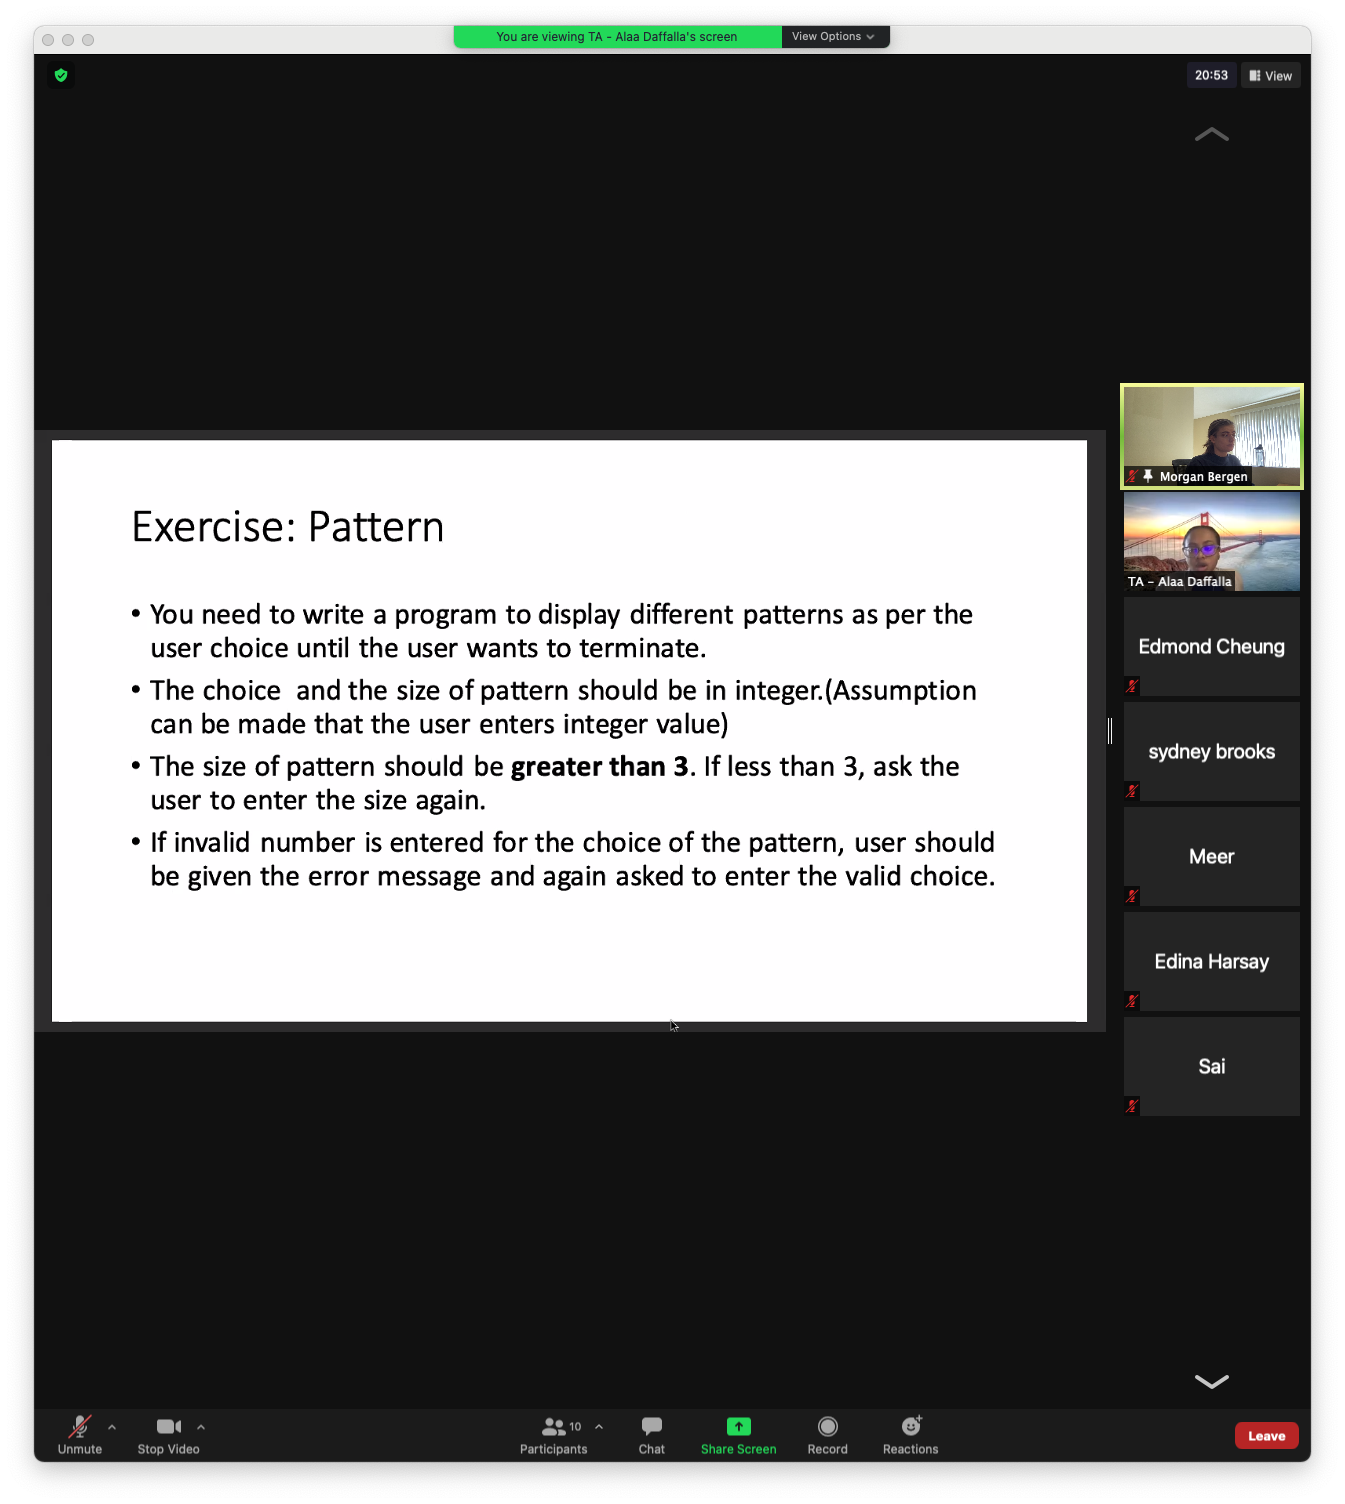 You are viewing TA - Alaa Daffalla's screen
View Options
20:53
View
Exercise: Pattern
• You need to write a program to display different patterns as per the
user choice until the user wants to terminate.
• The choice  and the size of pattern should be in integer.(Assumption
can be made that the user enters integer value)
• The size of pattern should be greater than 3. If less than 3, ask the
user to enter the size again.
• If invalid number is entered for the choice of the pattern, user should
be given the error message and again asked to enter the valid choice.
Morgan Bergen
TA - Alaa Daffalla
Edmond Cheung
sydney brooks
Meer
Edina Harsay
Sai
Unmute
Stop Video
10
Participants
Chat
Share Screen
Record
Reactions
Leave